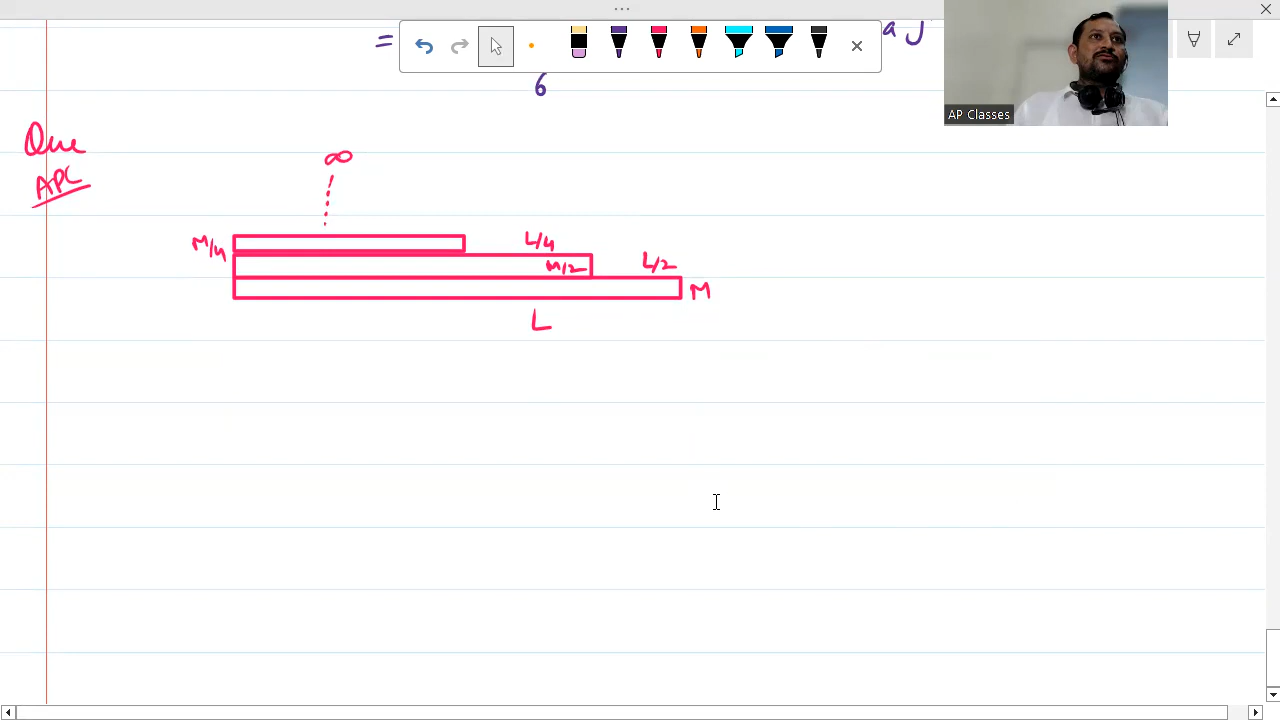 = a J
6
AP Classes
Que
APC
∞
M/4 L/4
M/2 L/2
M
L